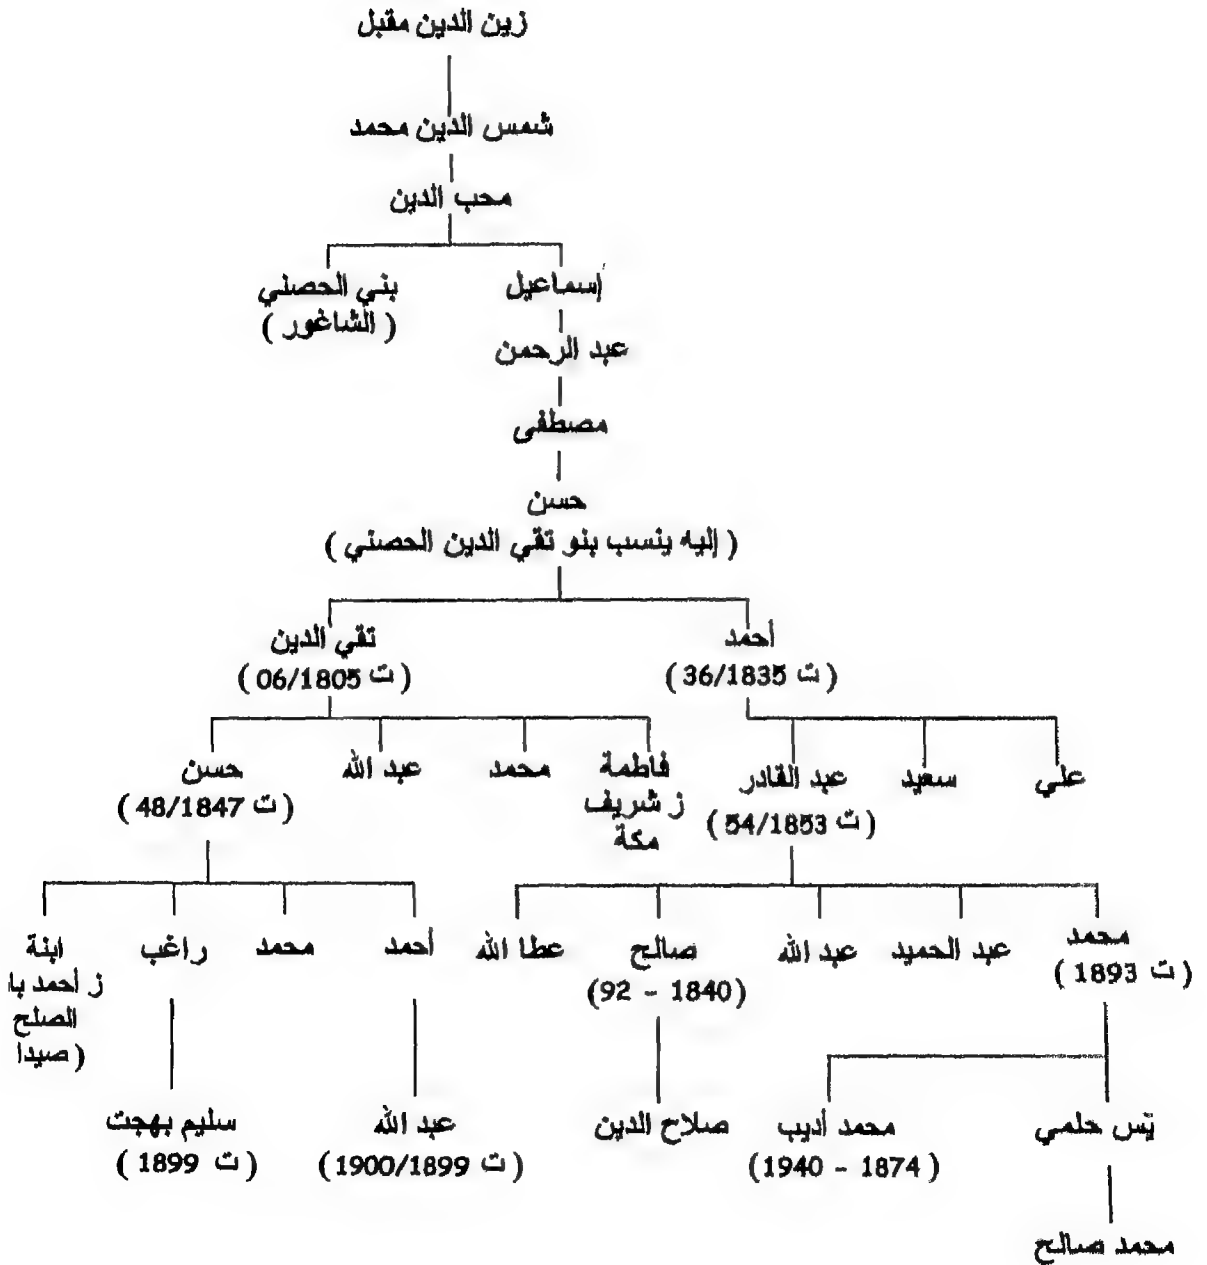 زين الدين مقبل
شمس الدين محمد
محب الدين
إسماعيل
بني الحصني
( الشاغور )
عبد الرحمن
مصطفى
حسن
( إليه ينسب بنو تقي الدين الحصني )
أحمد
( ت 36/1835 )
تقي الدين
( ت 06/1805 )
علي
سعيد
عبد القادر
( ت 54/1853 )
فاطمة
ز شريف
مكة
محمد
عبد الله
حسن
( ت 48/1847 )
محمد
( ت 1893 )
عبد الحميد
عبد الله
صالح
(1840 - 92)
عطا الله
أحمد
محمد
راغب
ابنة
ز أحمد با
الصلح
( صيدا
يس حلمي
محمد أديب
( 1874 - 1940)
صلاح الدين
عبد الله
( ت 1900/1899 )
سليم بهجت
( ت 1899 )
محمد صالح